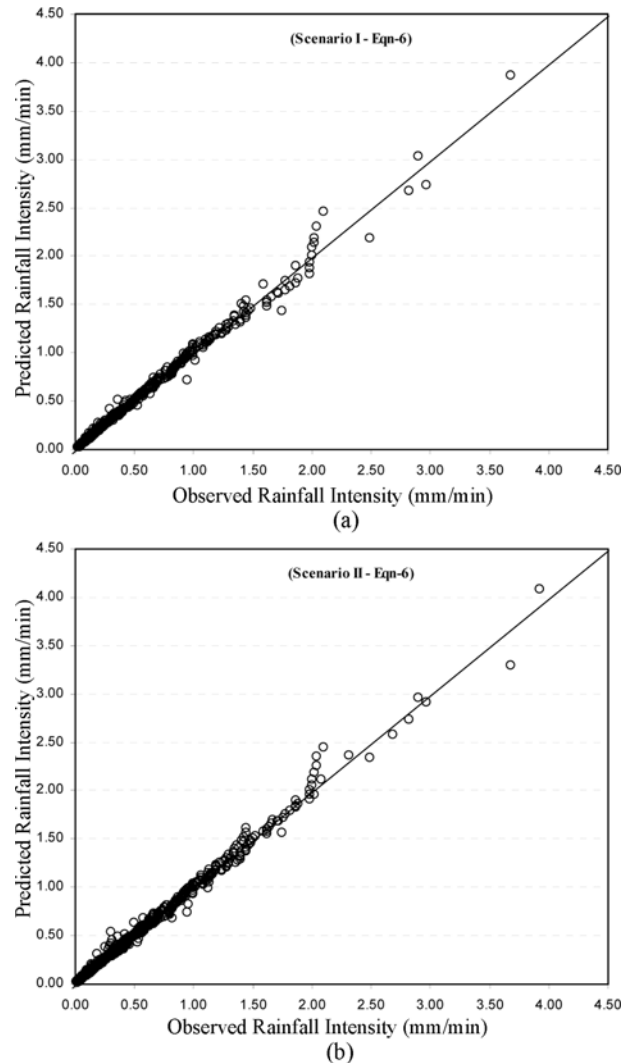 4.50
(Scenario I - Eqn-6)
4.00
3.50
3.00
2.50
2.00
1.50
1.00
0.50
0.00
Predicted Rainfall Intensity (mm/min)
0.00 0.50 1.00 1.50 2.00 2.50 3.00 3.50 4.00 4.50
Observed Rainfall Intensity (mm/min)
(a)
4.50
(Scenario II - Eqn-6)
4.00
3.50
3.00
2.50
2.00
1.50
1.00
0.50
0.00
Predicted Rainfall Intensity (mm/min)
0.00 0.50 1.00 1.50 2.00 2.50 3.00 3.50 4.00 4.50
Observed Rainfall Intensity (mm/min)
(b)